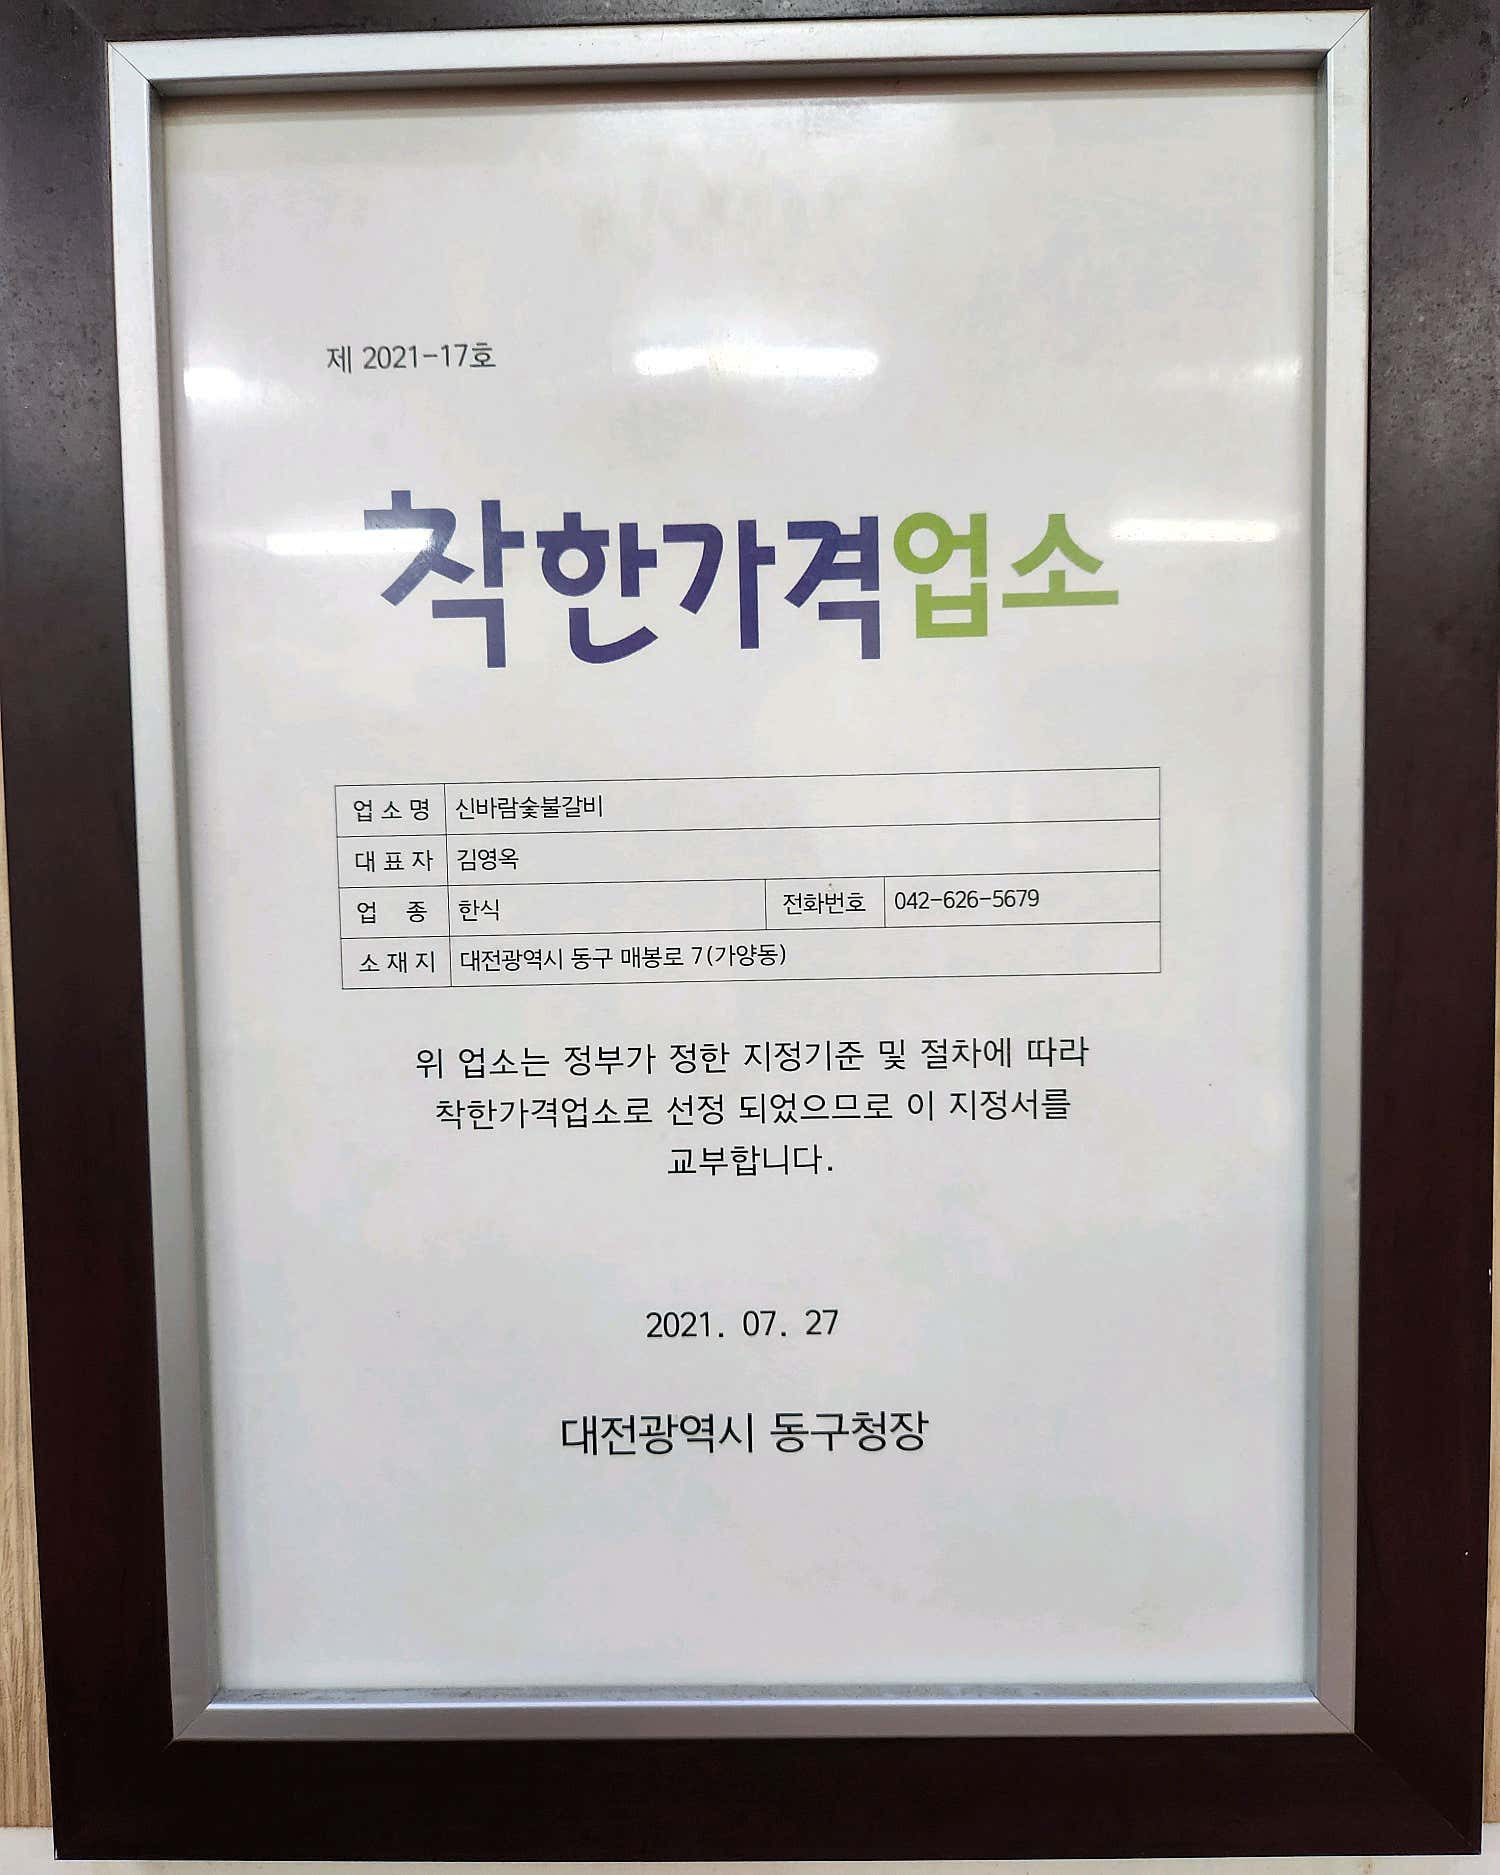 제 2021-17호
착한가격업소
업소명 신바람숯불갈비
대표자 김영옥
업 종 한식 전화번호 042-626-5679
소재지 대전광역시 동구 매봉로 7(가양동)
위 업소는 정부가 정한 지정기준 및 절차에 따라
착한가격업소로 선정 되었으므로 이 지정서를
교부합니다.
2021. 07. 27
대전광역시 동구청장